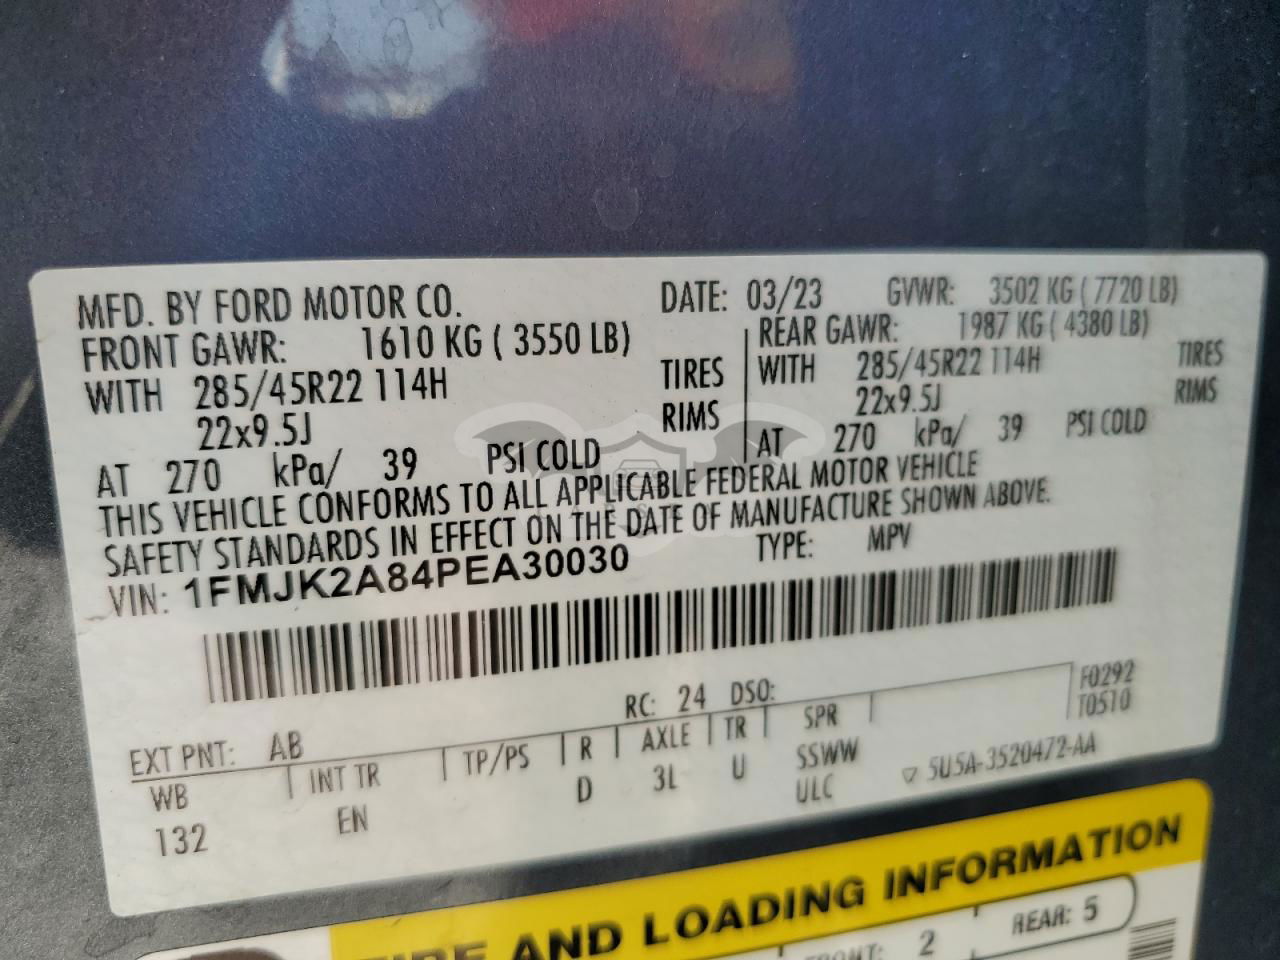 MFD. BY FORD MOTOR CO. DATE: 03/23 GVWR: 3502 KG ( 7720 LB)
FRONT GAWR: 1610 KG ( 3550 LB) REAR GAWR: 1987 KG ( 4380 LB)
WITH 285/45R22 114H TIRES WITH 285/45R22 114H TIRES
22x9.5J RIMS 22x9.5J RIMS
AT 270 kPa/ 39 PSI COLD AT 270 kPa/ 39 PSI COLD
THIS VEHICLE CONFORMS TO ALL APPLICABLE FEDERAL MOTOR VEHICLE
SAFETY STANDARDS IN EFFECT ON THE DATE OF MANUFACTURE SHOWN ABOVE.
VIN: 1FMJK2A84PEA30030 TYPE: MPV
RC: 24 DSO: F0292
T0510
EXT PNT: AB
WB INT TR TP/PS R AXLE TR SPR
132 EN D 3L U SSWW
ULC
5U5A-3520472-AA
TIRE AND LOADING INFORMATION
FRONT: 2 REAR: 5